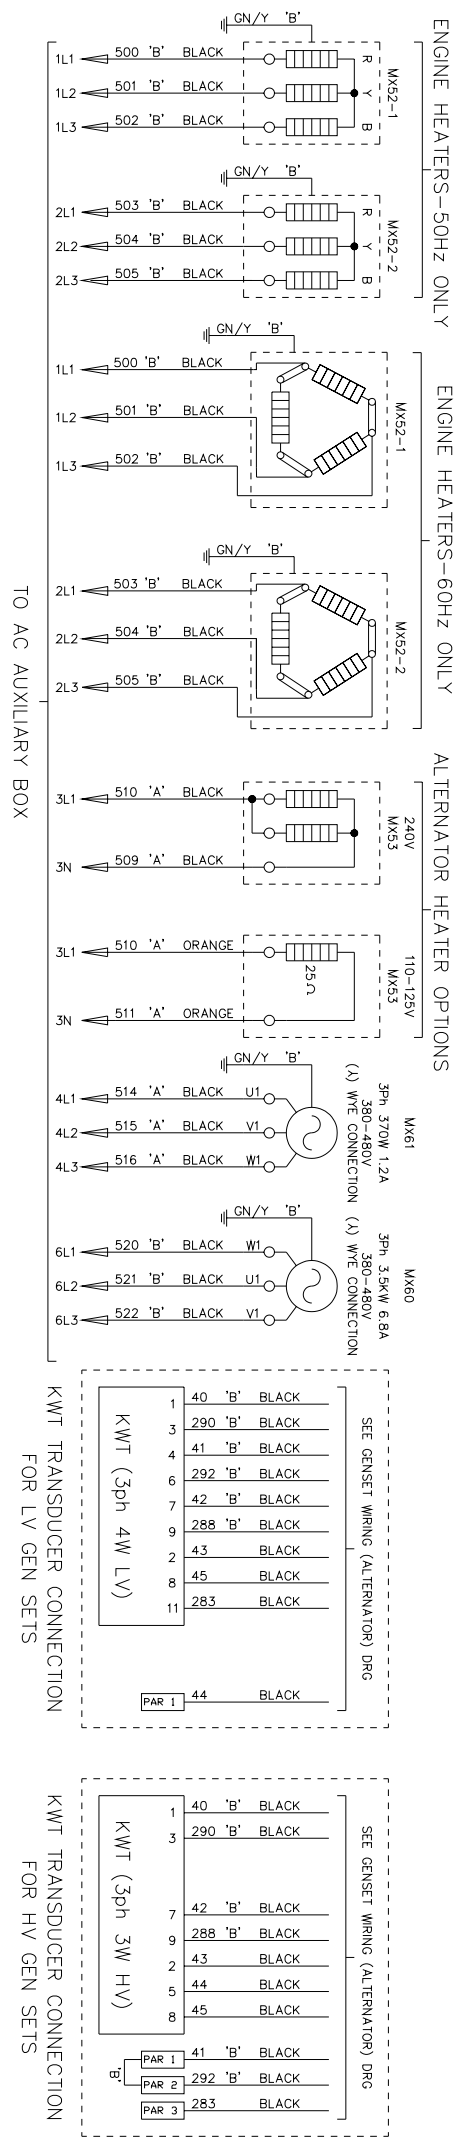 ENGINE HEATERS-50Hz ONLY
MX52-1
GN/Y 'B'
1L1 500 'B' BLACK R
1L2 501 'B' BLACK Y
1L3 502 'B' BLACK B
MX52-2
GN/Y 'B'
2L1 503 'B' BLACK R
2L2 504 'B' BLACK Y
2L3 505 'B' BLACK B
ENGINE HEATERS-60Hz ONLY
MX52-1
GN/Y 'B'
1L1 500 'B' BLACK
1L2 501 'B' BLACK
1L3 502 'B' BLACK
MX52-2
GN/Y 'B'
2L1 503 'B' BLACK
2L2 504 'B' BLACK
2L3 505 'B' BLACK
TO AC AUXILIARY BOX
ALTERNATOR HEATER OPTIONS
240V
MX53
3L1 510 'A' BLACK
3N 509 'A' BLACK
110-125V
MX53
3L1 510 'A' ORANGE
25Ω
3N 511 'A' ORANGE
MX61
3Ph 370W 1.2A
380-480V
(⅄) WYE CONNECTION
GN/Y 'B'
4L1 514 'A' BLACK U1
4L2 515 'A' BLACK V1
4L3 516 'A' BLACK W1
MX60
3Ph 3.5KW 6.8A
380-480V
(⅄) WYE CONNECTION
GN/Y 'B'
6L1 520 'B' BLACK W1
6L2 521 'B' BLACK U1
6L3 522 'B' BLACK V1
SEE GENSET WIRING (ALTERNATOR) DRG
KWT (3ph 4W LV)
1 40 'B' BLACK
3 290 'B' BLACK
4 41 'B' BLACK
6 292 'B' BLACK
7 42 'B' BLACK
9 288 'B' BLACK
2 43 BLACK
8 45 BLACK
11 283 BLACK
PAR 1 44 BLACK
KWT TRANSDUCER CONNECTION
FOR LV GEN SETS
SEE GENSET WIRING (ALTERNATOR) DRG
KWT (3ph 3W HV)
1 40 'B' BLACK
3 290 'B' BLACK
7 42 'B' BLACK
9 288 'B' BLACK
2 43 BLACK
5 44 BLACK
8 45 BLACK
PAR 1 41 'B' BLACK
'B'
PAR 2 292 'B' BLACK
PAR 3 283 BLACK
KWT TRANSDUCER CONNECTION
FOR HV GEN SETS